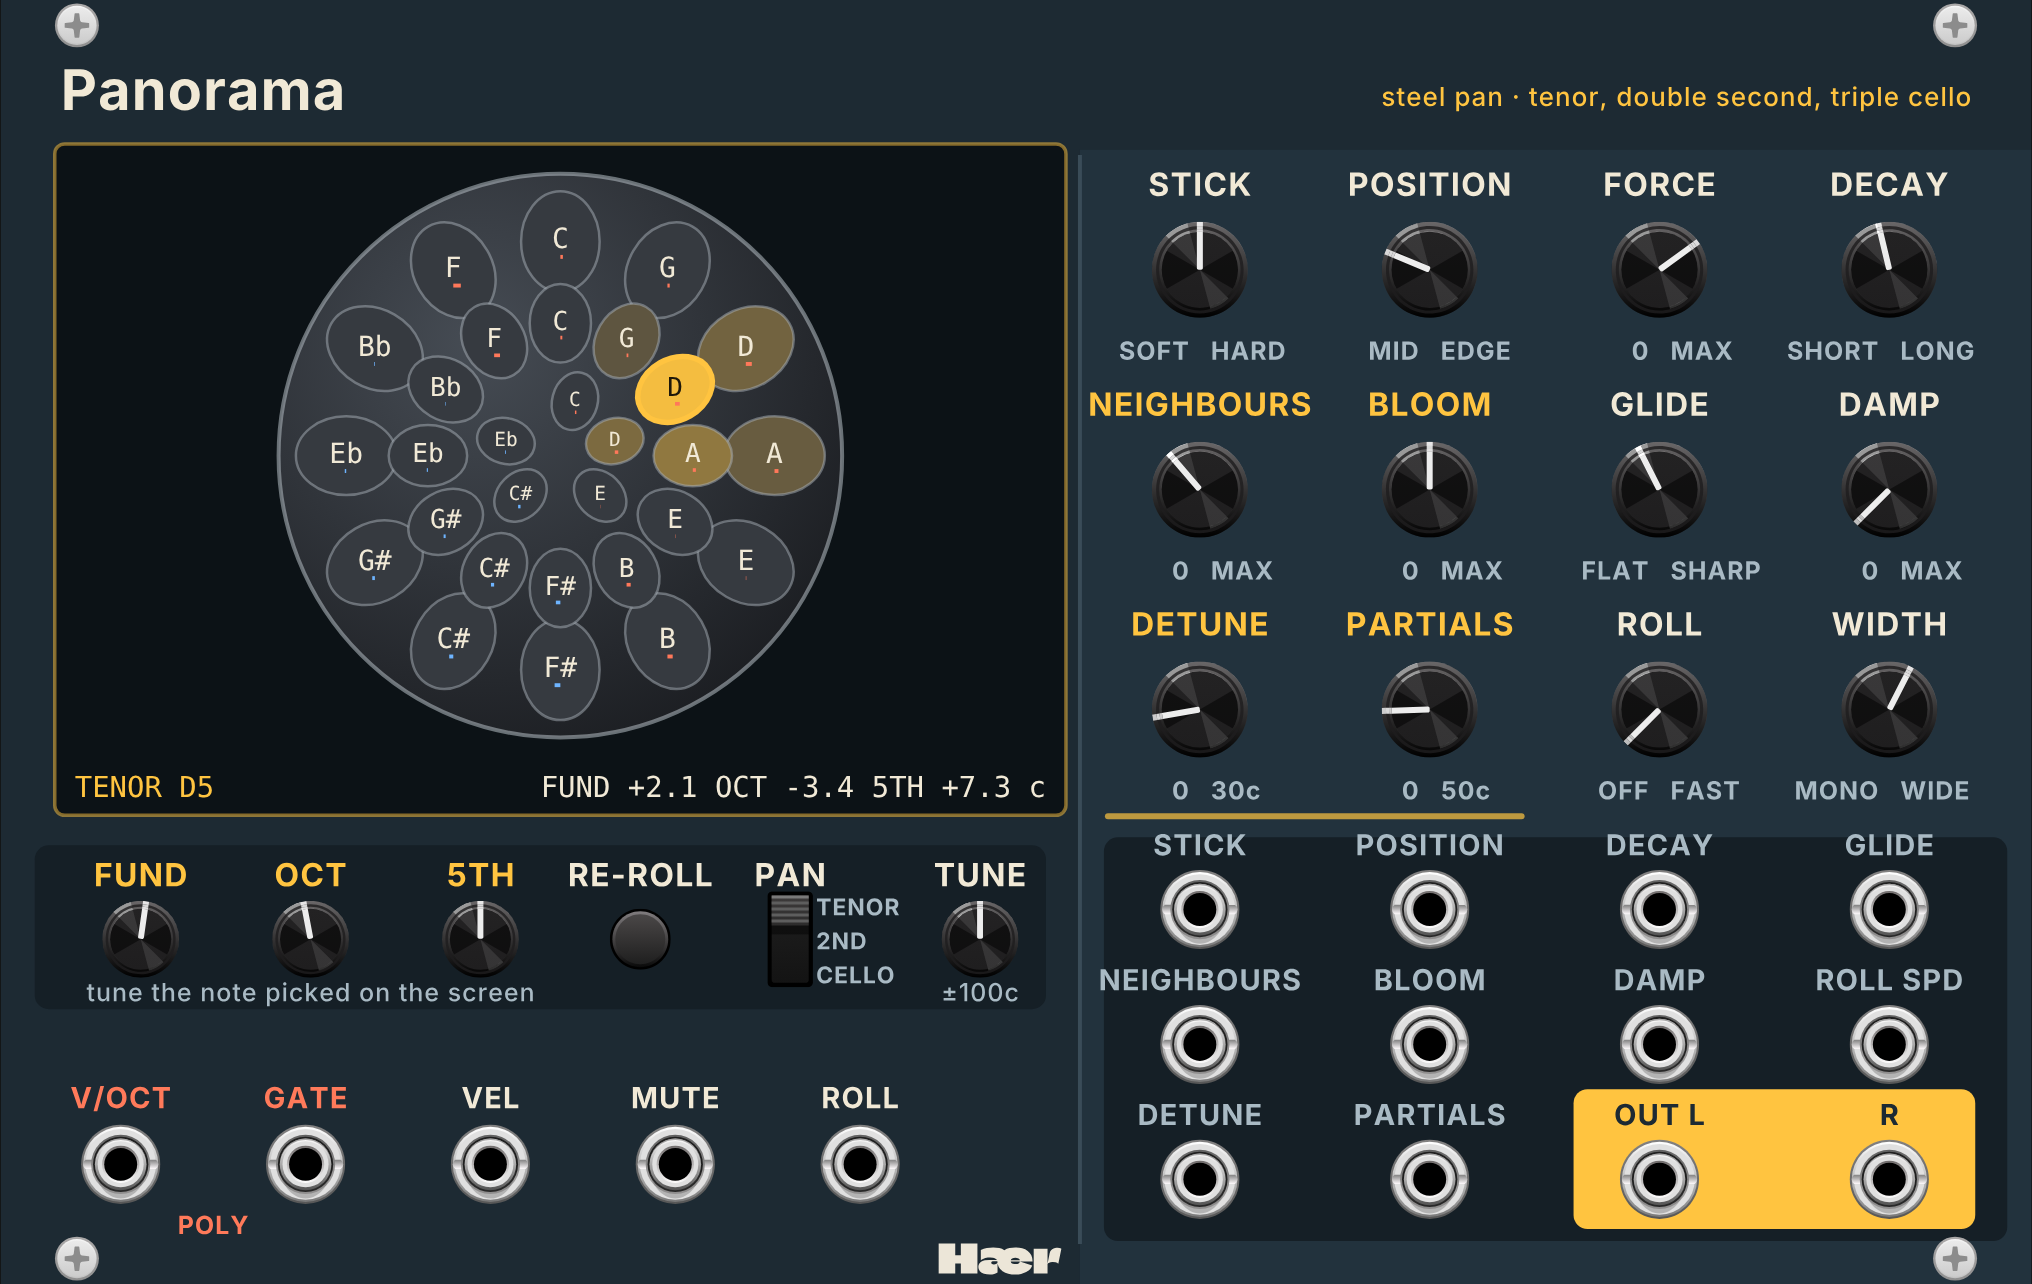 Panorama
steel pan · tenor, double second, triple cello
C
F G
C
F G
Bb D
Bb D
C
Eb Eb Eb D A A
C# E
G# E
G# E
C# F# B
C# F# B
TENOR D5 FUND +2.1 OCT -3.4 5TH +7.3 c
STICK POSITION FORCE DECAY
SOFT HARD MID EDGE 0 MAX SHORT LONG
NEIGHBOURS BLOOM GLIDE DAMP
0 MAX 0 MAX FLAT SHARP 0 MAX
DETUNE PARTIALS ROLL WIDTH
0 30c 0 50c OFF FAST MONO WIDE
FUND OCT 5TH RE-ROLL PAN TUNE
TENOR
2ND
CELLO
tune the note picked on the screen ±100c
V/OCT GATE VEL MUTE ROLL
POLY
STICK POSITION DECAY GLIDE
NEIGHBOURS BLOOM DAMP ROLL SPD
DETUNE PARTIALS OUT L R
Hær